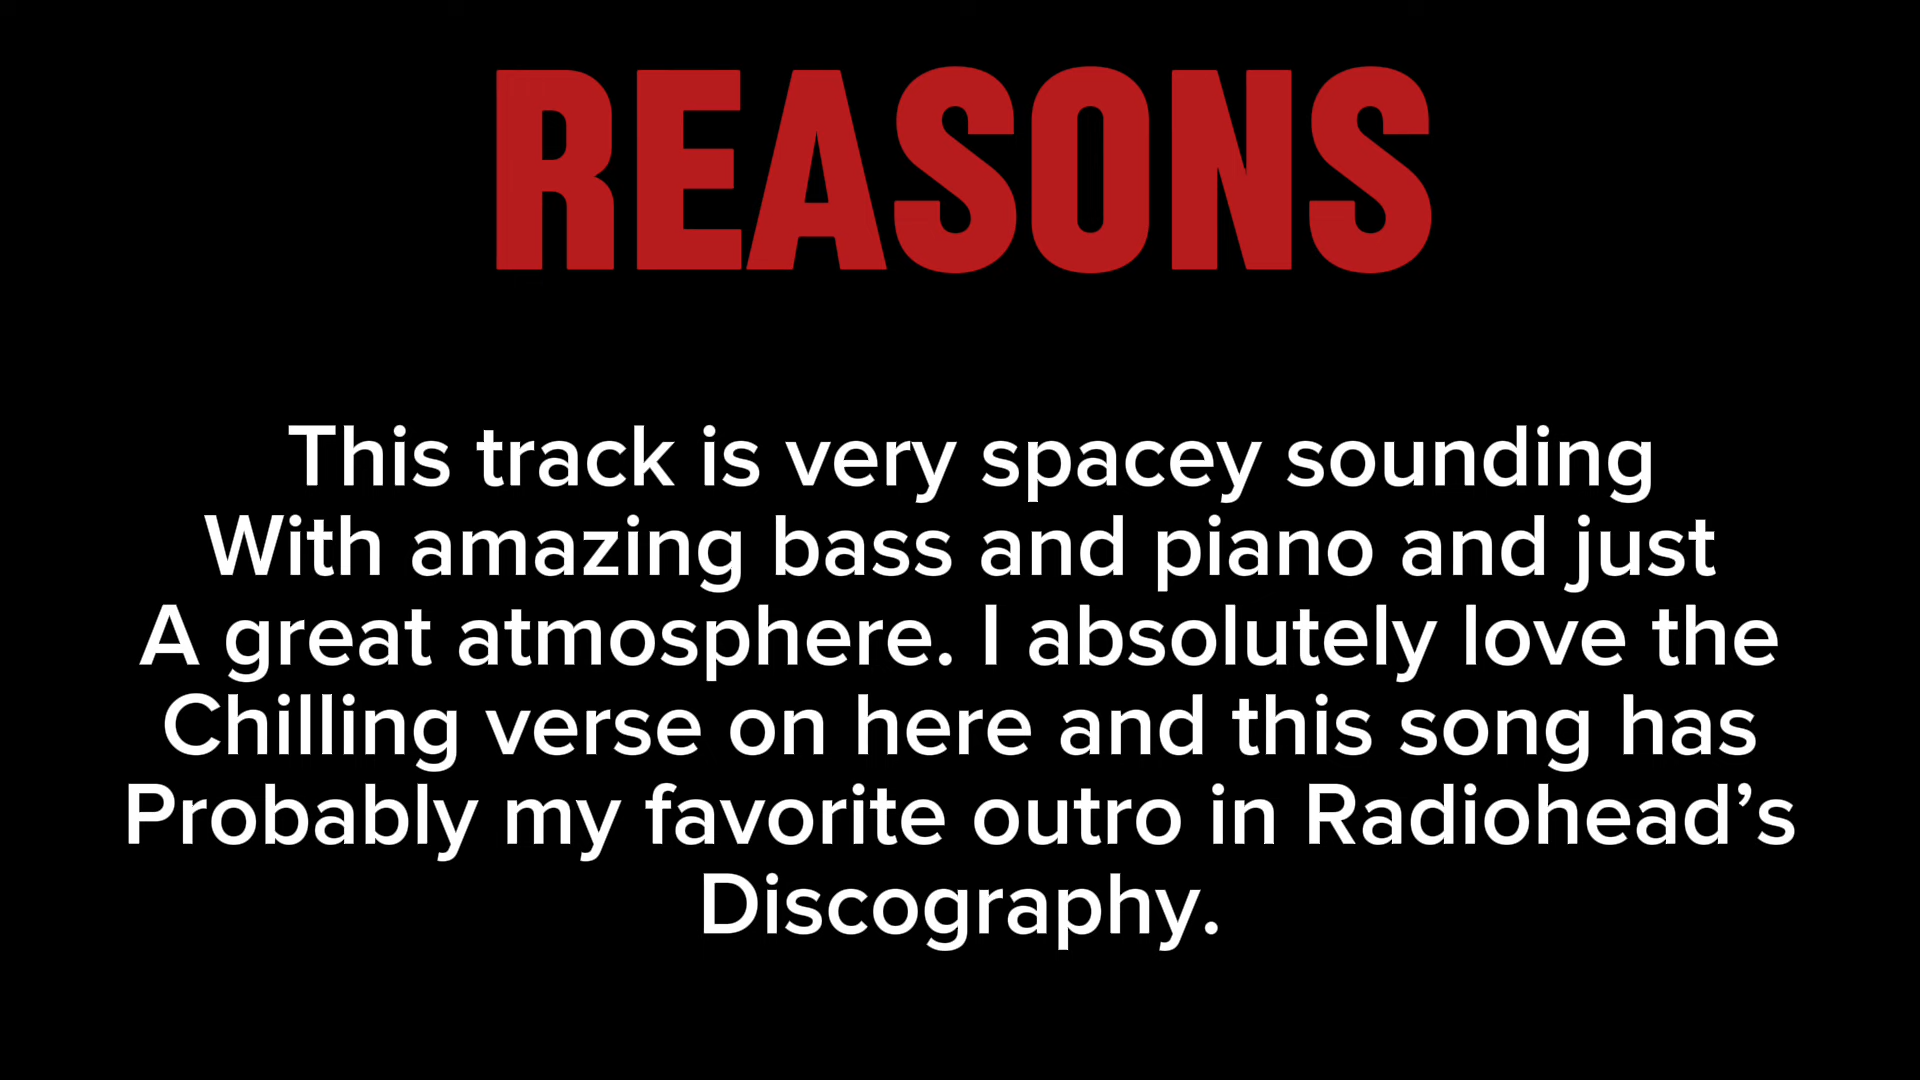 REASONS
This track is very spacey sounding
With amazing bass and piano and just
A great atmosphere. I absolutely love the
Chilling verse on here and this song has
Probably my favorite outro in Radiohead’s
Discography.